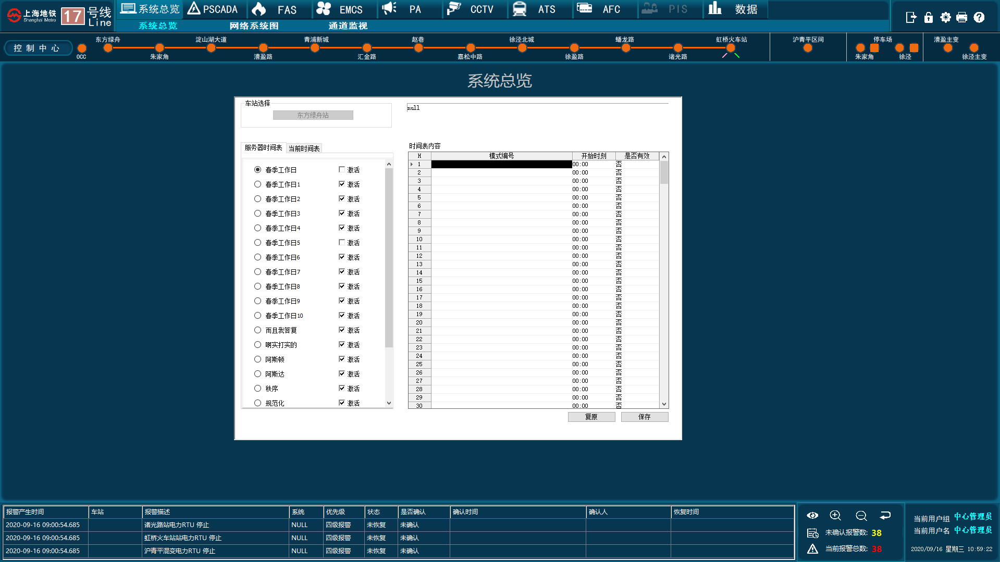 上海地铁
Shanghai Metro
17 号线
Line
系统总览 PSCADA FAS EMCS PA CCTV ATS AFC PIS 数据
系统总览 网络系统图 通道监视
控制中心
OCC
东方绿舟 淀山湖大道 青浦新城 赵巷 徐泾北城 蟠龙路 虹桥火车站 沪青平区间 停车场 漕盈主变
朱家角 漕盈路 汇金路 嘉松中路 徐盈路 诸光路 朱家角 徐泾 徐泾主变
系统总览
车站选择
东方绿舟站
null
服务器时间表 当前时间表
春季工作日 激活
春季工作日1 激活
春季工作日2 激活
春季工作日3 激活
春季工作日4 激活
春季工作日5 激活
春季工作日6 激活
春季工作日7 激活
春季工作日8 激活
春季工作日9 激活
春季工作日10 激活
而且我答复 激活
啊实打实的 激活
阿斯顿 激活
阿斯达 激活
秩序 激活
规范化 激活
时间表内容
H 模式编号 开始时刻 是否有效
1 00:00 否
2 00:00 否
3 00:00 否
4 00:00 否
5 00:00 否
6 00:00 否
7 00:00 否
8 00:00 否
9 00:00 否
10 00:00 否
11 00:00 否
12 00:00 否
13 00:00 否
14 00:00 否
15 00:00 否
16 00:00 否
17 00:00 否
18 00:00 否
19 00:00 否
20 00:00 否
21 00:00 否
22 00:00 否
23 00:00 否
24 00:00 否
25 00:00 否
26 00:00 否
27 00:00 否
28 00:00 否
29 00:00 否
30 00:00 否
复原 保存
报警产生时间 车站 报警描述 系统 优先级 状态 是否确认 确认时间 确认人 恢复时间
2020-09-16 09:00:54.685 诸光路站电力RTU 停止 NULL 四级报警 未恢复 未确认
2020-09-16 09:00:54.685 虹桥火车站站电力RTU 停止 NULL 四级报警 未恢复 未确认
2020-09-16 09:00:54.685 沪青平混变电力RTU 停止 NULL 四级报警 未恢复 未确认
未确认报警数: 38
当前报警总数: 38
当前用户组 中心管理员
当前用户名 中心管理员
2020/09/16 星期三 10:59:22